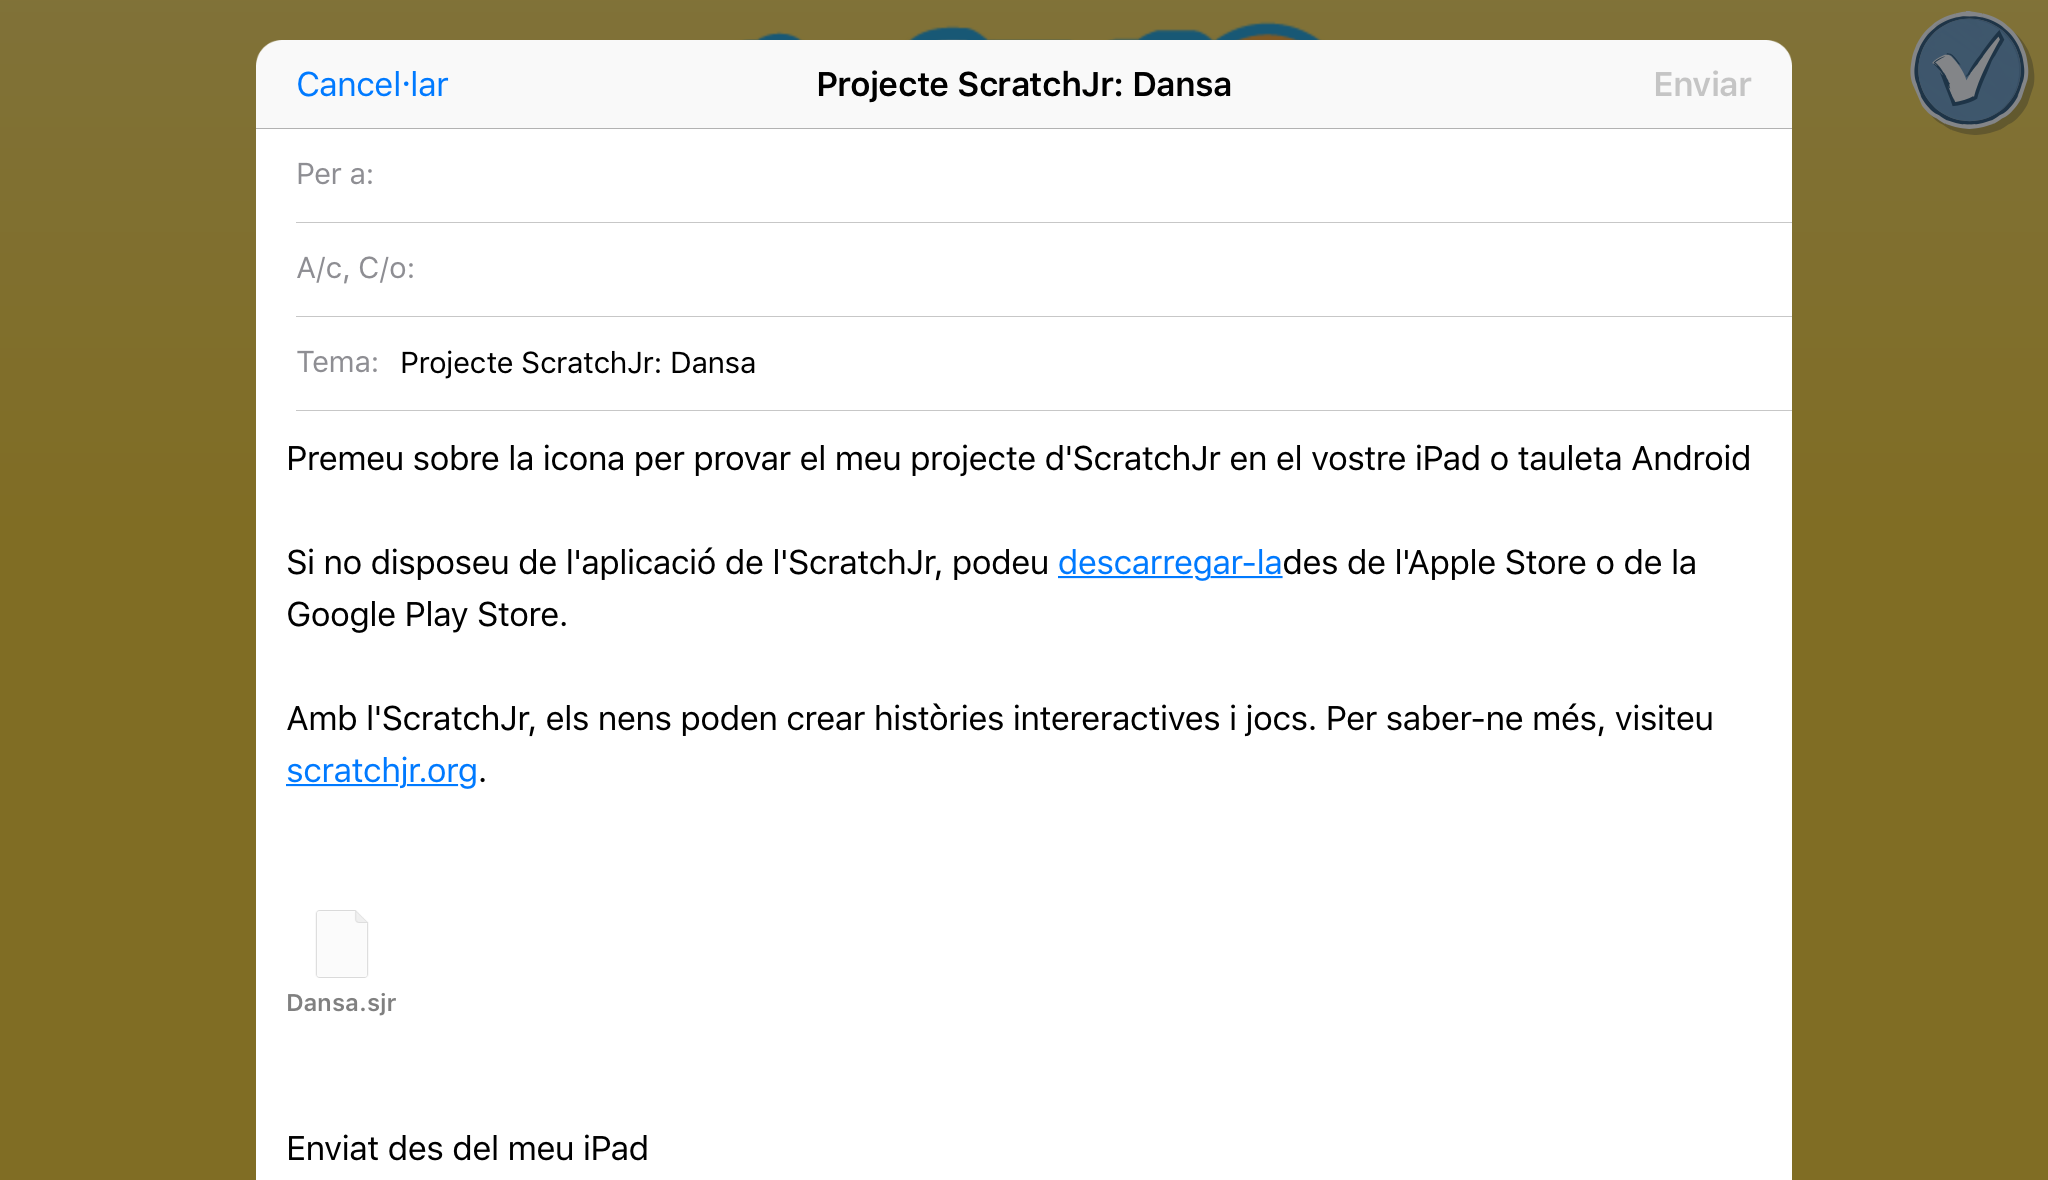 Cancel·lar Projecte ScratchJr: Dansa Enviar
Per a:
A/c, C/o:
Tema: Projecte ScratchJr: Dansa
Premeu sobre la icona per provar el meu projecte d'ScratchJr en el vostre iPad o tauleta Android
Si no disposeu de l'aplicació de l'ScratchJr, podeu descarregar-lades de l'Apple Store o de la
Google Play Store.
Amb l'ScratchJr, els nens poden crear històries intereractives i jocs. Per saber-ne més, visiteu
scratchjr.org.
Dansa.sjr
Enviat des del meu iPad